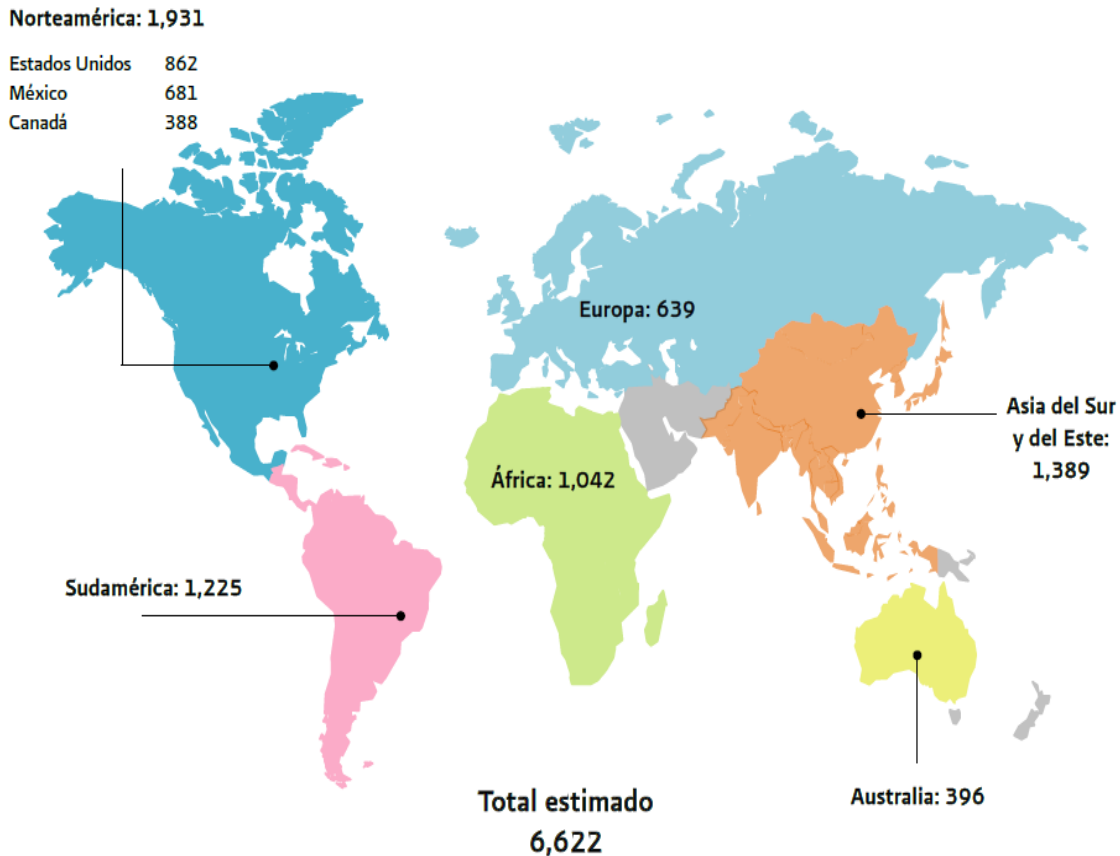 Norteamérica: 1,931
Estados Unidos 862
México 681
Canadá 388
Europa: 639
Asia del Sur
y del Este:
1,389
África: 1,042
Sudamérica: 1,225
Australia: 396
Total estimado
6,622